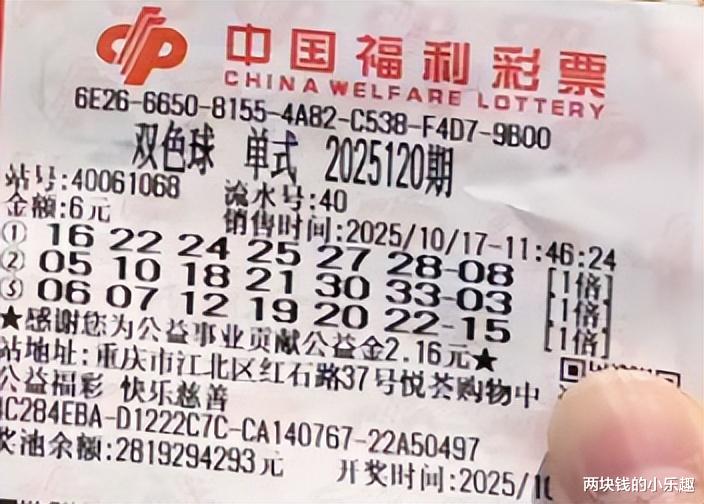 中国福利彩票
CHINA WELFARE LOTTERY
6E26-6650-8155-4A82-C538-F4D7-9B00
双色球 单式 2025120期
站号:40061068 流水号:40
金额:6元 销售时间:2025/10/17-11:46:24
① 16 22 24 25 27 28-08 [1倍]
② 05 10 18 21 30 33-03 [1倍]
③ 06 07 12 19 20 22-15 [1倍]
★感谢您为公益事业贡献公益金2.16元★
站地址:重庆市江北区红石路37号悦荟购物中
公益福彩 快乐慈善
C284EBA-D1222C7C-CA140767-22A50497
奖池余额:2819294293元 开奖时间:2025/1
两块钱的小乐趣